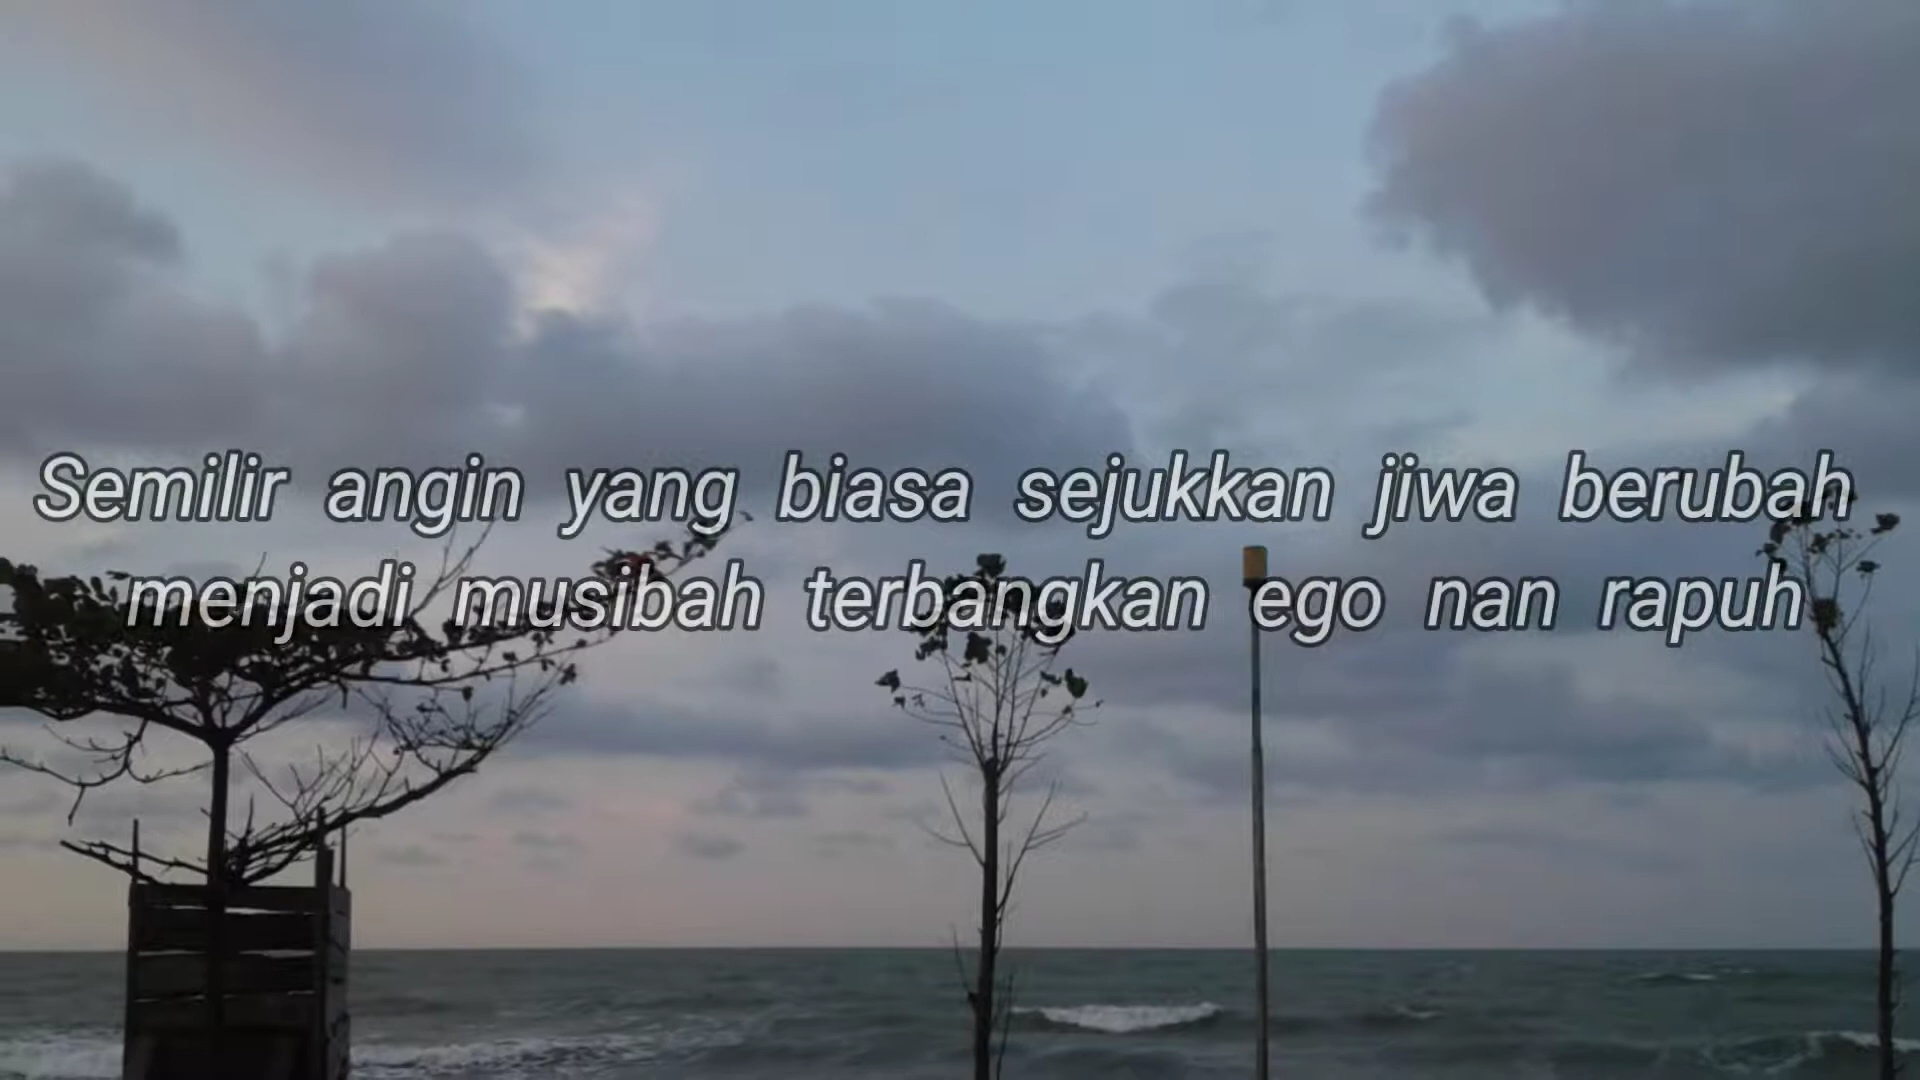 Semilir angin yang biasa sejukkan jiwa berubah
menjadi musibah terbangkan ego nan rapuh